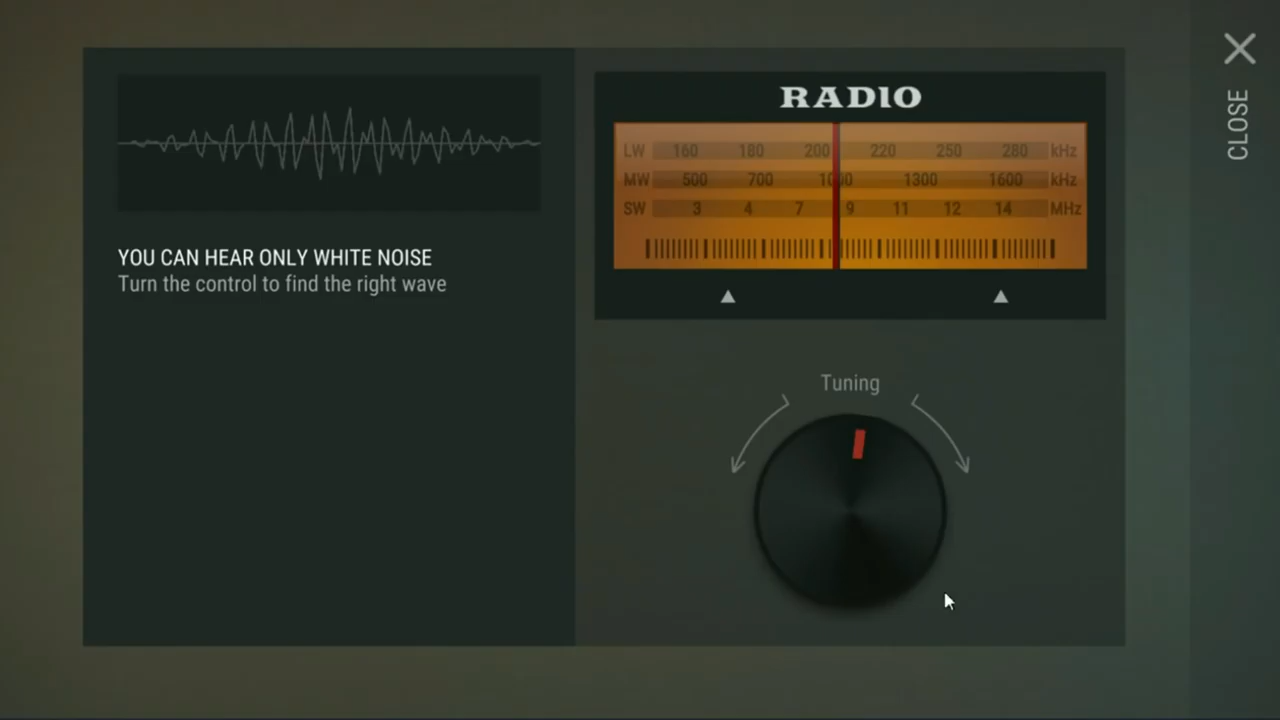 YOU CAN HEAR ONLY WHITE NOISE
Turn the control to find the right wave
RADIO
LW 160 180 200 220 250 280 kHz
MW 500 700 1000 1300 1600 kHz
SW 3 4 7 9 11 12 14 MHz
Tuning
CLOSE